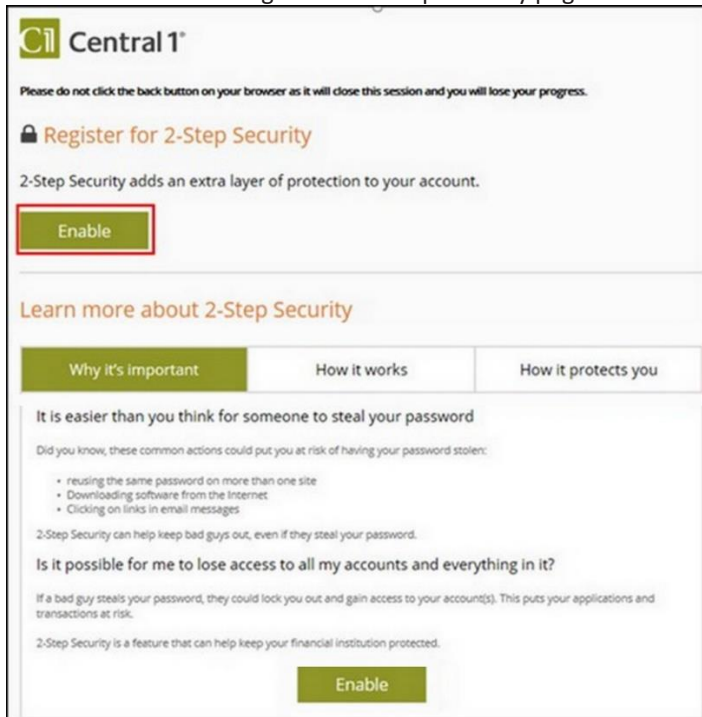 C1 Central 1®
Please do not click the back button on your browser as it will close this session and you will lose your progress.
Register for 2-Step Security
2-Step Security adds an extra layer of protection to your account.
Enable
Learn more about 2-Step Security
Why it's important How it works How it protects you
It is easier than you think for someone to steal your password
Did you know, these common actions could put you at risk of having your password stolen:
• reusing the same password on more than one site
• Downloading software from the Internet
• Clicking on links in email messages
2-Step Security can help keep bad guys out, even if they steal your password.
Is it possible for me to lose access to all my accounts and everything in it?
If a bad guy steals your password, they could lock you out and gain access to your account(s). This puts your applications and
transactions at risk.
2-Step Security is a feature that can help keep your financial institution protected.
Enable